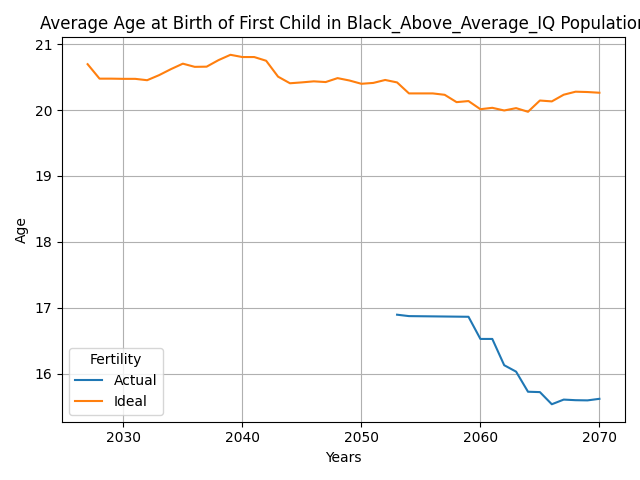 Average Age at Birth of First Child in Black_Above_Average_IQ Population
21
20
19
18
17
16
Age
Fertility
Actual
Ideal
2030 2040 2050 2060 2070
Years